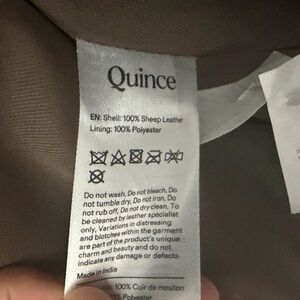 Quince
EN: Shell: 100% Sheep Leather
Lining: 100% Polyester
Do not wash, Do not bleach, Do
not tumble dry, Do not iron, Do
not rub off, Do not dry clean, To
be cleaned by leather specialist
only, Variations in distressing
and biotches within the garment
are part of the product's unique
charm and beauty and do not
indicate any damage or defects.
Made in India
100% Cuir de mouton
Polyester